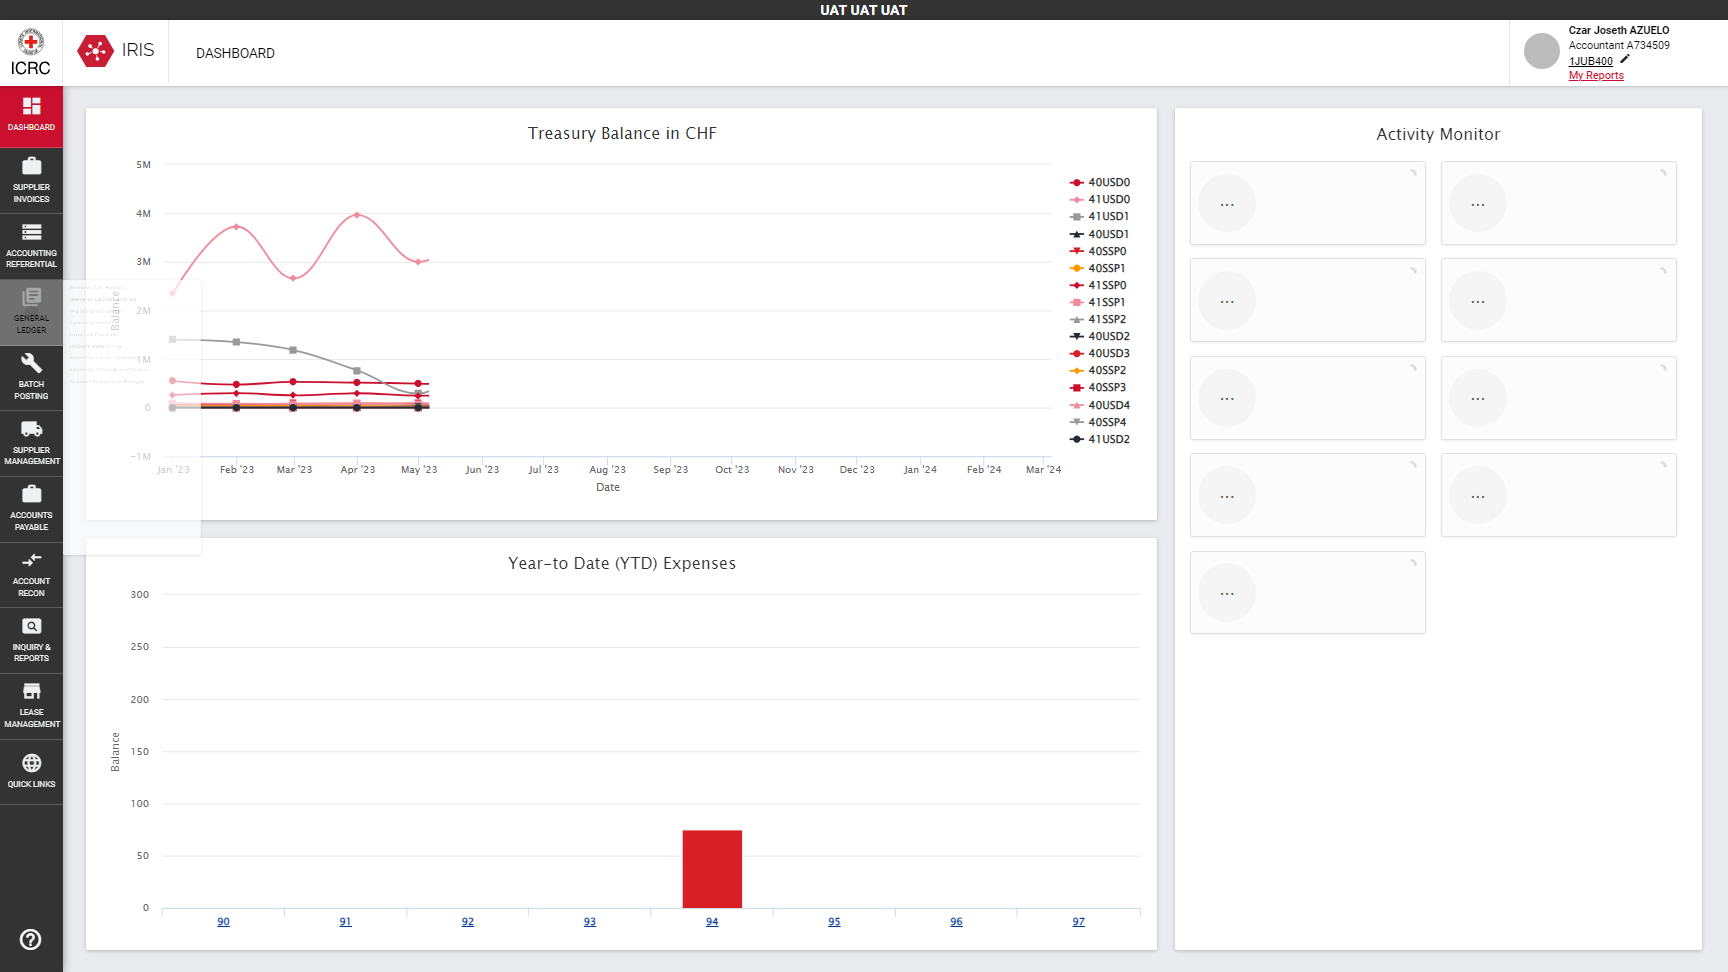 UAT UAT UAT
ICRC
IRIS
DASHBOARD
Czar Joseth AZUELO
Accountant A734509
1JUB400
My Reports
DASHBOARD
SUPPLIER
INVOICES
ACCOUNTING
REFERENTIAL
GENERAL
LEDGER
BATCH
POSTING
SUPPLIER
MANAGEMENT
ACCOUNTS
PAYABLE
ACCOUNT
RECON
INQUIRY &
REPORTS
LEASE
MANAGEMENT
QUICK LINKS
Treasury Balance in CHF
5M
4M
3M
2M
1M
0
-1M
Balance
Jan '23
Feb '23
Mar '23
Apr '23
May '23
Jun '23
Jul '23
Aug '23
Sep '23
Oct '23
Nov '23
Dec '23
Jan '24
Feb '24
Mar '24
Date
40USD0
41USD0
41USD1
40USD1
40SSP0
40SSP1
41SSP0
41SSP1
41SSP2
40USD2
40USD3
40SSP2
40SSP3
40USD4
40SSP4
41USD2
Year-to Date (YTD) Expenses
300
250
200
150
100
50
0
Balance
90
91
92
93
94
95
96
97
Activity Monitor
...
...
...
...
...
...
...
...
...